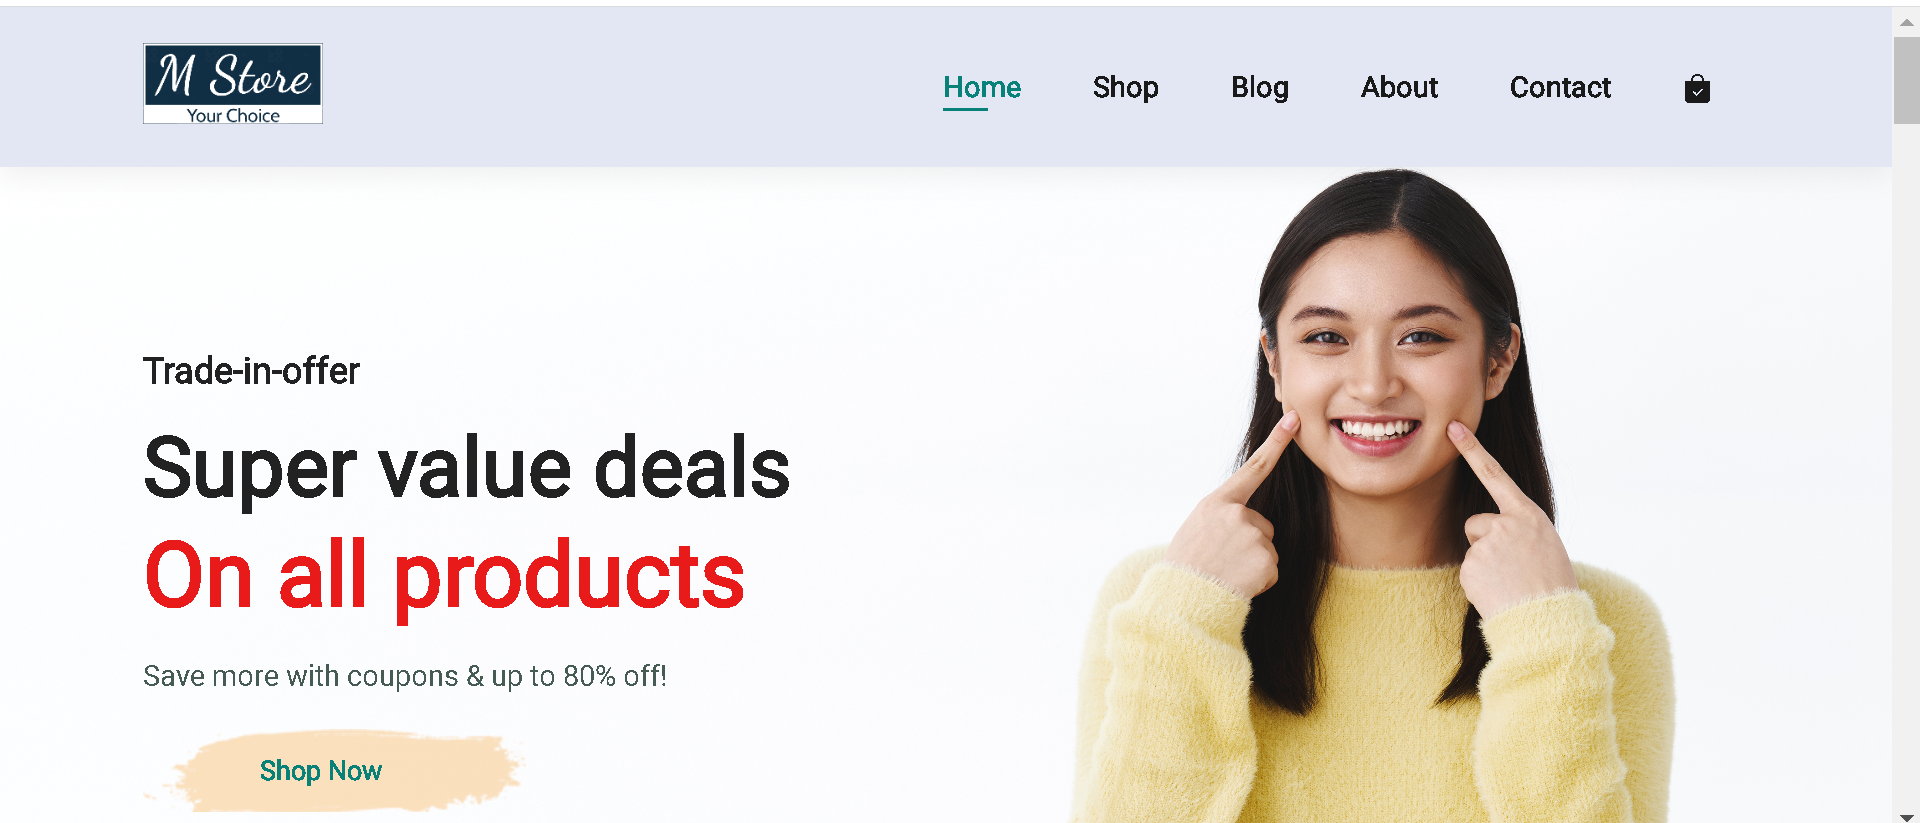 M Store
Your Choice
Home Shop Blog About Contact
Trade-in-offer
Super value deals
On all products
Save more with coupons & up to 80% off!
Shop Now